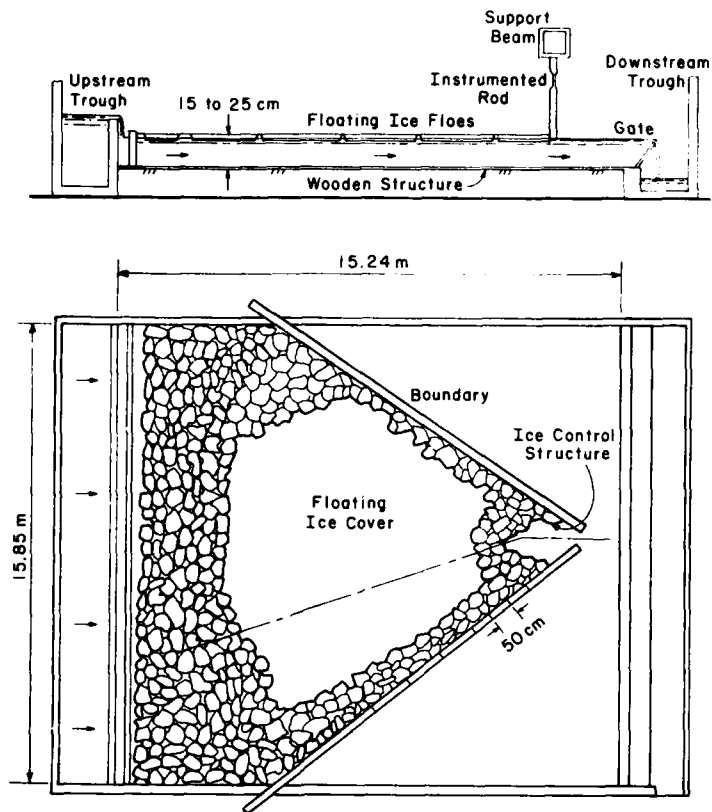 Support
Beam
Downstream
Trough
Upstream
Trough
Instrumented
Rod
15 to 25 cm
Floating Ice Floes
Gate
Wooden Structure
15.24 m
Boundary
Ice Control
Structure
Floating
Ice Cover
15.85 m
50 cm